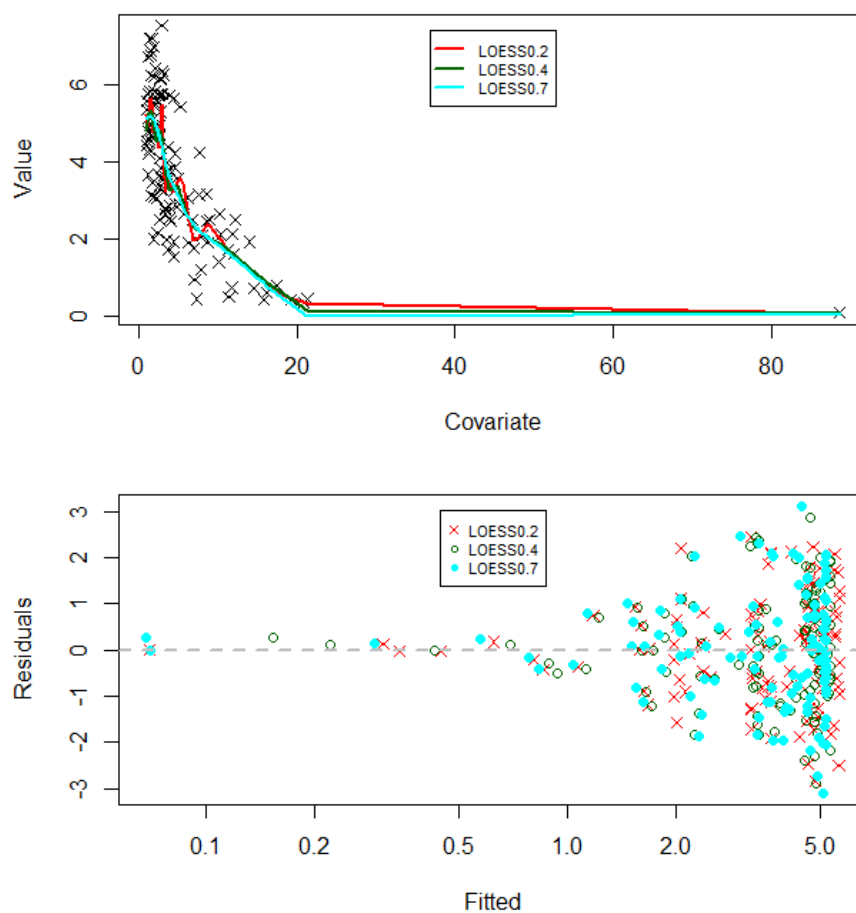 LOESS0.2
LOESS0.4
LOESS0.7
Value
6
4
2
0
0 20 40 60 80
Covariate
LOESS0.2
LOESS0.4
LOESS0.7
Residuals
3
2
1
0
-1
-2
-3
0.1 0.2 0.5 1.0 2.0 5.0
Fitted